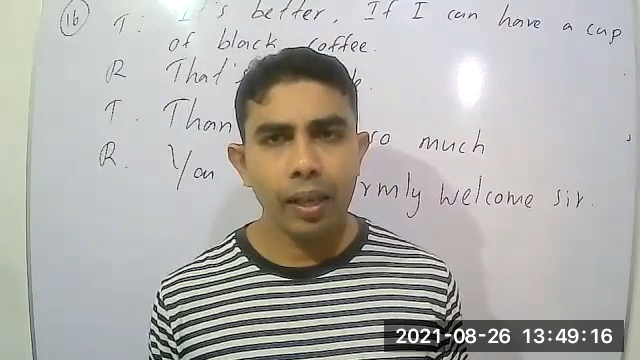 16 T: It's better, If I can have a cup
of black coffee.
R That's
T. Than so much
R. You rmly welcome sir.
2021-08-26 13:49:16